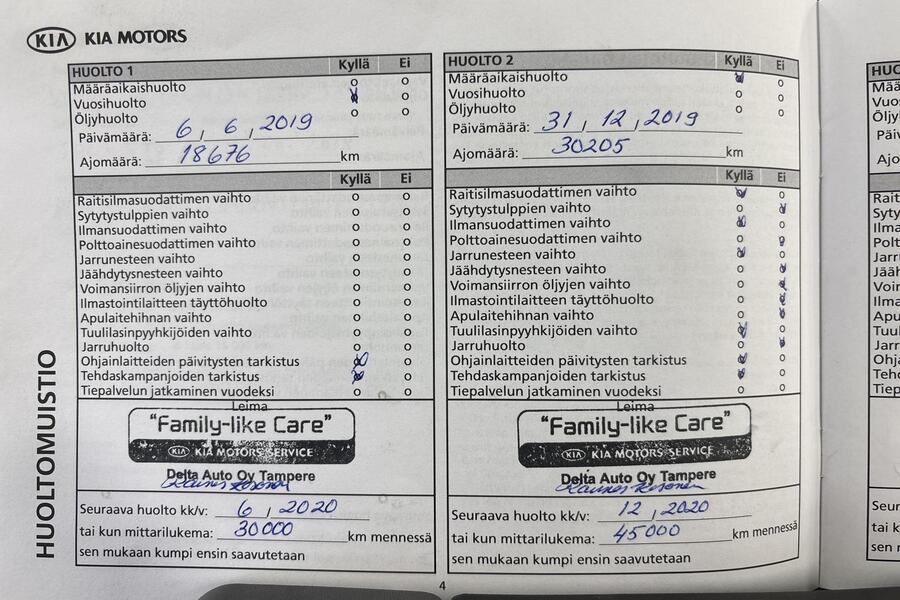 KIA KIA MOTORS
HUOLTOMUISTIO
HUOLTO 1 Kyllä Ei
Määräaikaishuolto o o
Vuosihuolto o o
Öljyhuolto o o
Päivämäärä: 6 / 6 / 2019
Ajomäärä: 18676 km
Kyllä Ei
Raitisilmasuodattimen vaihto o o
Sytytystulppien vaihto o o
Ilmansuodattimen vaihto o o
Polttoainesuodattimen vaihto o o
Jarrunesteen vaihto o o
Jäähdytysnesteen vaihto o o
Voimansiirron öljyjen vaihto o o
Ilmastointilaitteen täyttöhuolto o o
Apulaitehihnan vaihto o o
Tuulilasinpyyhkijöiden vaihto o o
Jarruhuolto o o
Ohjainlaitteiden päivitysten tarkistus o o
Tehdaskampanjoiden tarkistus o o
Tiepalvelun jatkaminen vuodeksi o o
Leima
"Family-like Care"
KIA KIA MOTORS SERVICE
Delta Auto Oy Tampere
Seuraava huolto kk/v: 6 / 2020
tai kun mittarilukema: 30000 km mennessä
sen mukaan kumpi ensin saavutetaan
HUOLTO 2 Kyllä Ei
Määräaikaishuolto o o
Vuosihuolto o o
Öljyhuolto o o
Päivämäärä: 31 / 12 / 2019
Ajomäärä: 30205 km
Kyllä Ei
Raitisilmasuodattimen vaihto o o
Sytytystulppien vaihto o o
Ilmansuodattimen vaihto o o
Polttoainesuodattimen vaihto o o
Jarrunesteen vaihto o o
Jäähdytysnesteen vaihto o o
Voimansiirron öljyjen vaihto o o
Ilmastointilaitteen täyttöhuolto o o
Apulaitehihnan vaihto o o
Tuulilasinpyyhkijöiden vaihto o o
Jarruhuolto o o
Ohjainlaitteiden päivitysten tarkistus o o
Tehdaskampanjoiden tarkistus o o
Tiepalvelun jatkaminen vuodeksi o o
Leima
"Family-like Care"
KIA KIA MOTORS SERVICE
Delta Auto Oy Tampere
Seuraava huolto kk/v: 12 / 2020
tai kun mittarilukema: 45000 km mennessä
sen mukaan kumpi ensin saavutetaan
4